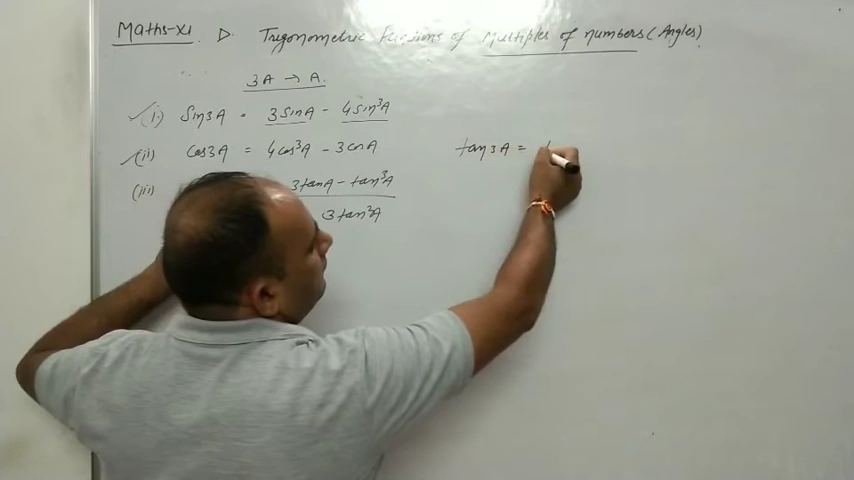 Maths-XI ▷ Trigonometric Functions of Multiples of numbers (Angles)
3A → A
(i) Sin3A = 3SinA - 4Sin³A
(ii) Cos3A = 4cos³A - 3cosA
tan3A =
(iii) 3tanA - tan³A
3tan²A